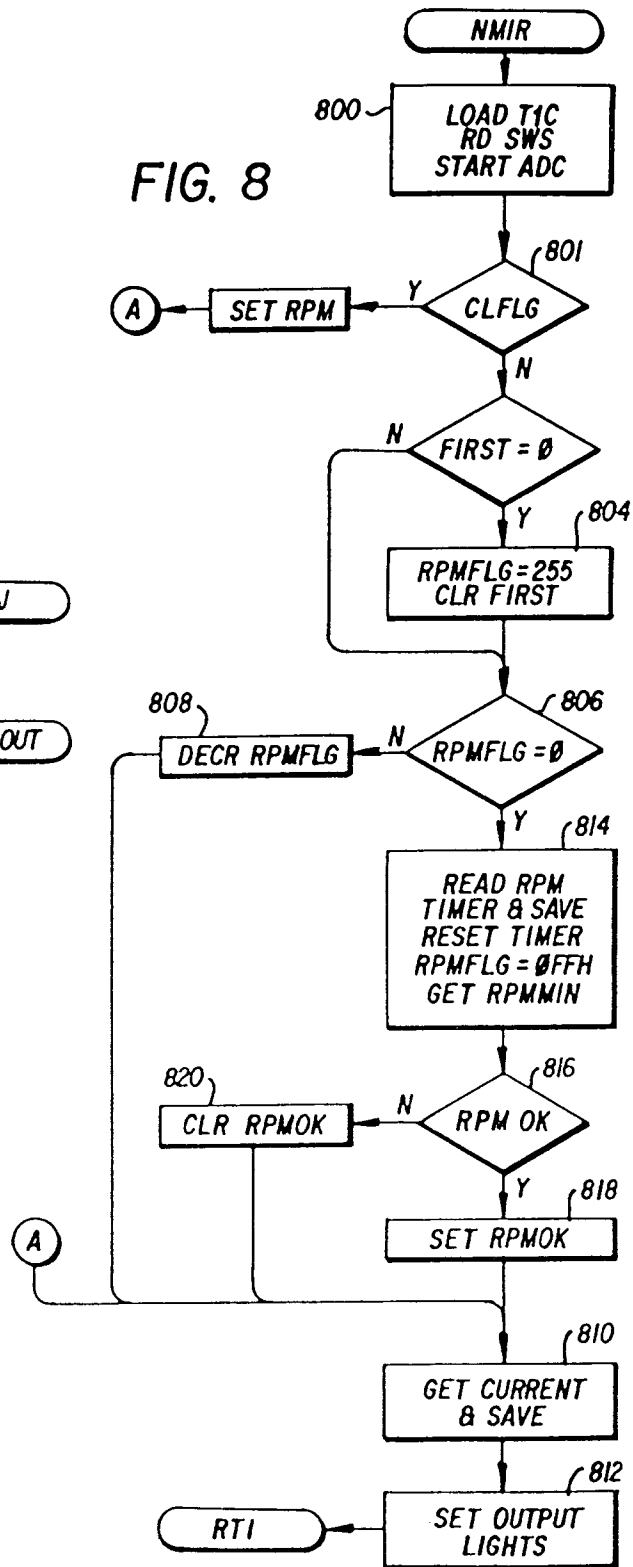 NMIR
800
LOAD T1C
RD SWS
START ADC
FIG. 8
801
CLFLG
Y
SET RPM
A
N
FIRST = Ø
N
Y
804
RPMFLG = 255
CLR FIRST
806
RPMFLG = Ø
N
808
DECR RPMFLG
OUT
Y
814
READ RPM
TIMER & SAVE
RESET TIMER
RPMFLG = ØFFH
GET RPMMIN
816
RPM OK
N
820
CLR RPMOK
Y
818
SET RPMOK
A
810
GET CURRENT
& SAVE
812
SET OUTPUT
LIGHTS
RTI